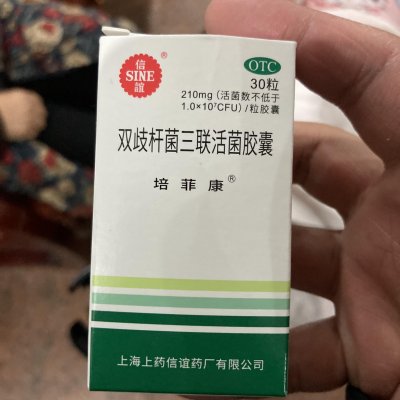 信
SINE
誼
OTC
30粒
210mg（活菌数不低于
1.0×10⁷CFU）/粒胶囊
双歧杆菌三联活菌胶囊
培菲康®
上海上药信谊药厂有限公司